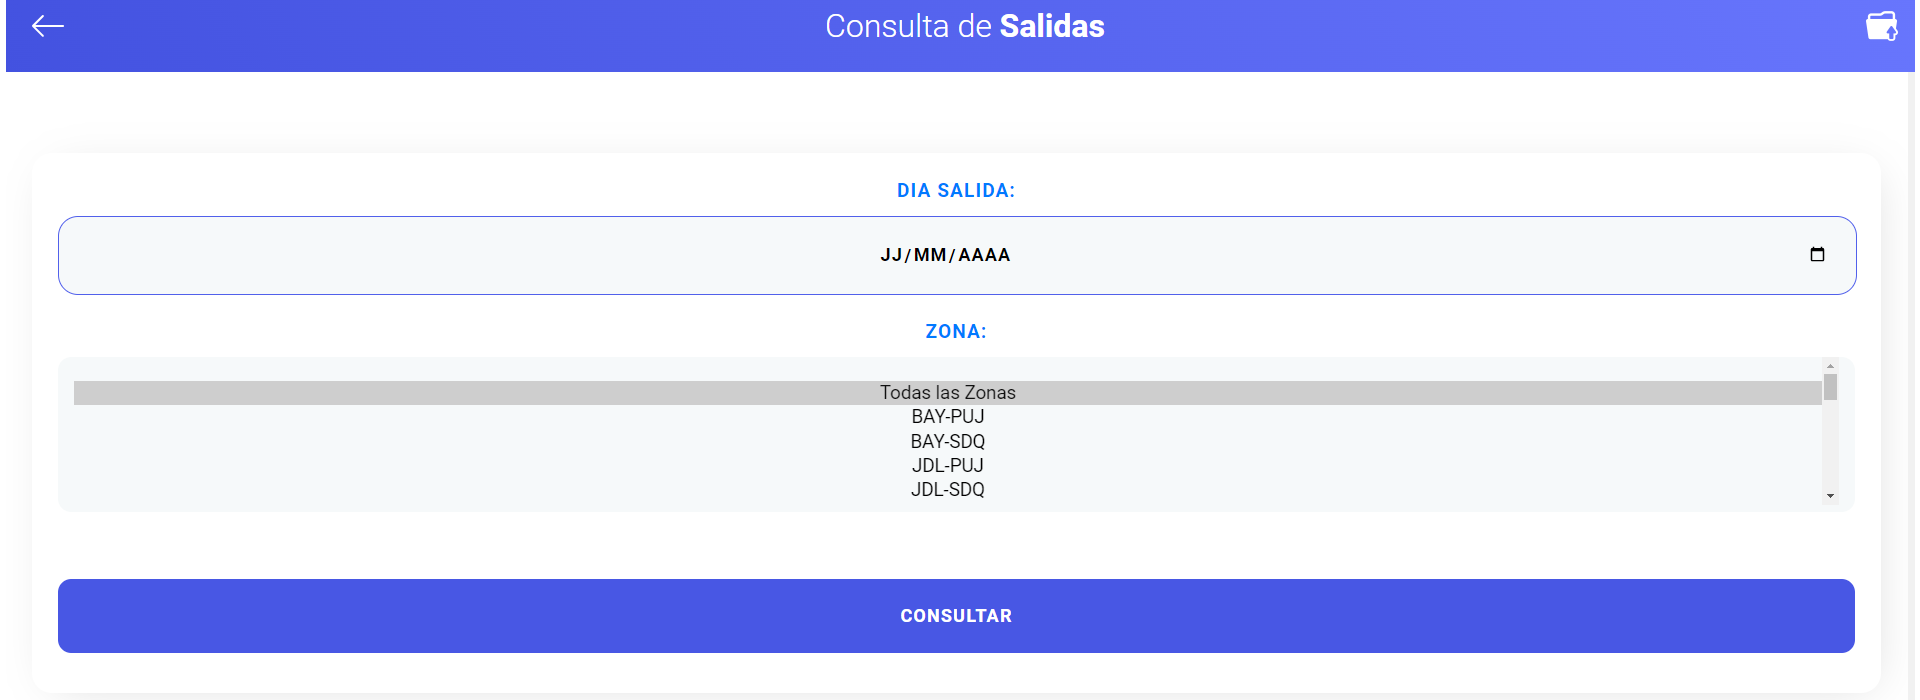 Consulta de Salidas
DIA SALIDA:
JJ/MM/AAAA
ZONA:
Todas las Zonas
BAY-PUJ
BAY-SDQ
JDL-PUJ
JDL-SDQ
CONSULTAR